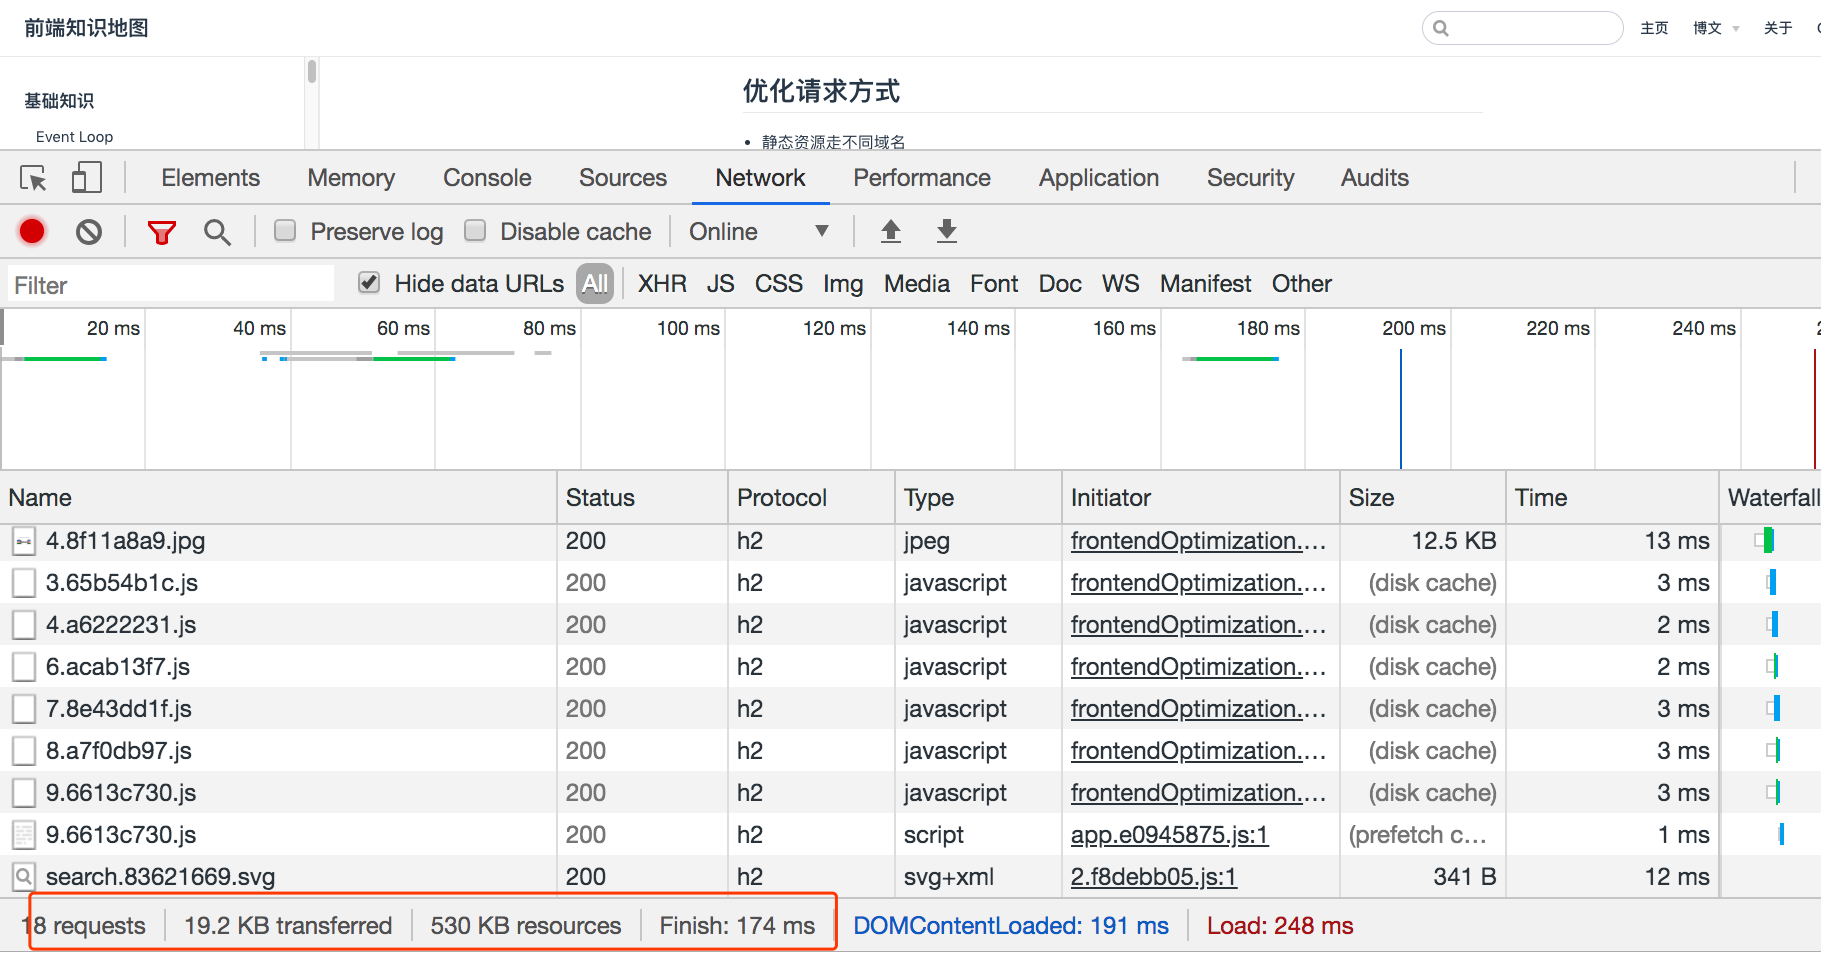 前端知识地图 主页 博文 关于
基础知识 优化请求方式
Event Loop • 静态资源走不同域名
Elements Memory Console Sources Network Performance Application Security Audits
Preserve log Disable cache Online
Filter Hide data URLs All XHR JS CSS Img Media Font Doc WS Manifest Other
20 ms 40 ms 60 ms 80 ms 100 ms 120 ms 140 ms 160 ms 180 ms 200 ms 220 ms 240 ms
Name Status Protocol Type Initiator Size Time Waterfall
4.8f11a8a9.jpg 200 h2 jpeg frontendOptimization.… 12.5 KB 13 ms
3.65b54b1c.js 200 h2 javascript frontendOptimization.… (disk cache) 3 ms
4.a6222231.js 200 h2 javascript frontendOptimization.… (disk cache) 2 ms
6.acab13f7.js 200 h2 javascript frontendOptimization.… (disk cache) 2 ms
7.8e43dd1f.js 200 h2 javascript frontendOptimization.… (disk cache) 3 ms
8.a7f0db97.js 200 h2 javascript frontendOptimization.… (disk cache) 3 ms
9.6613c730.js 200 h2 javascript frontendOptimization.… (disk cache) 3 ms
9.6613c730.js 200 h2 script app.e0945875.js:1 (prefetch c… 1 ms
search.83621669.svg 200 h2 svg+xml 2.f8debb05.js:1 341 B 12 ms
18 requests 19.2 KB transferred 530 KB resources Finish: 174 ms DOMContentLoaded: 191 ms Load: 248 ms